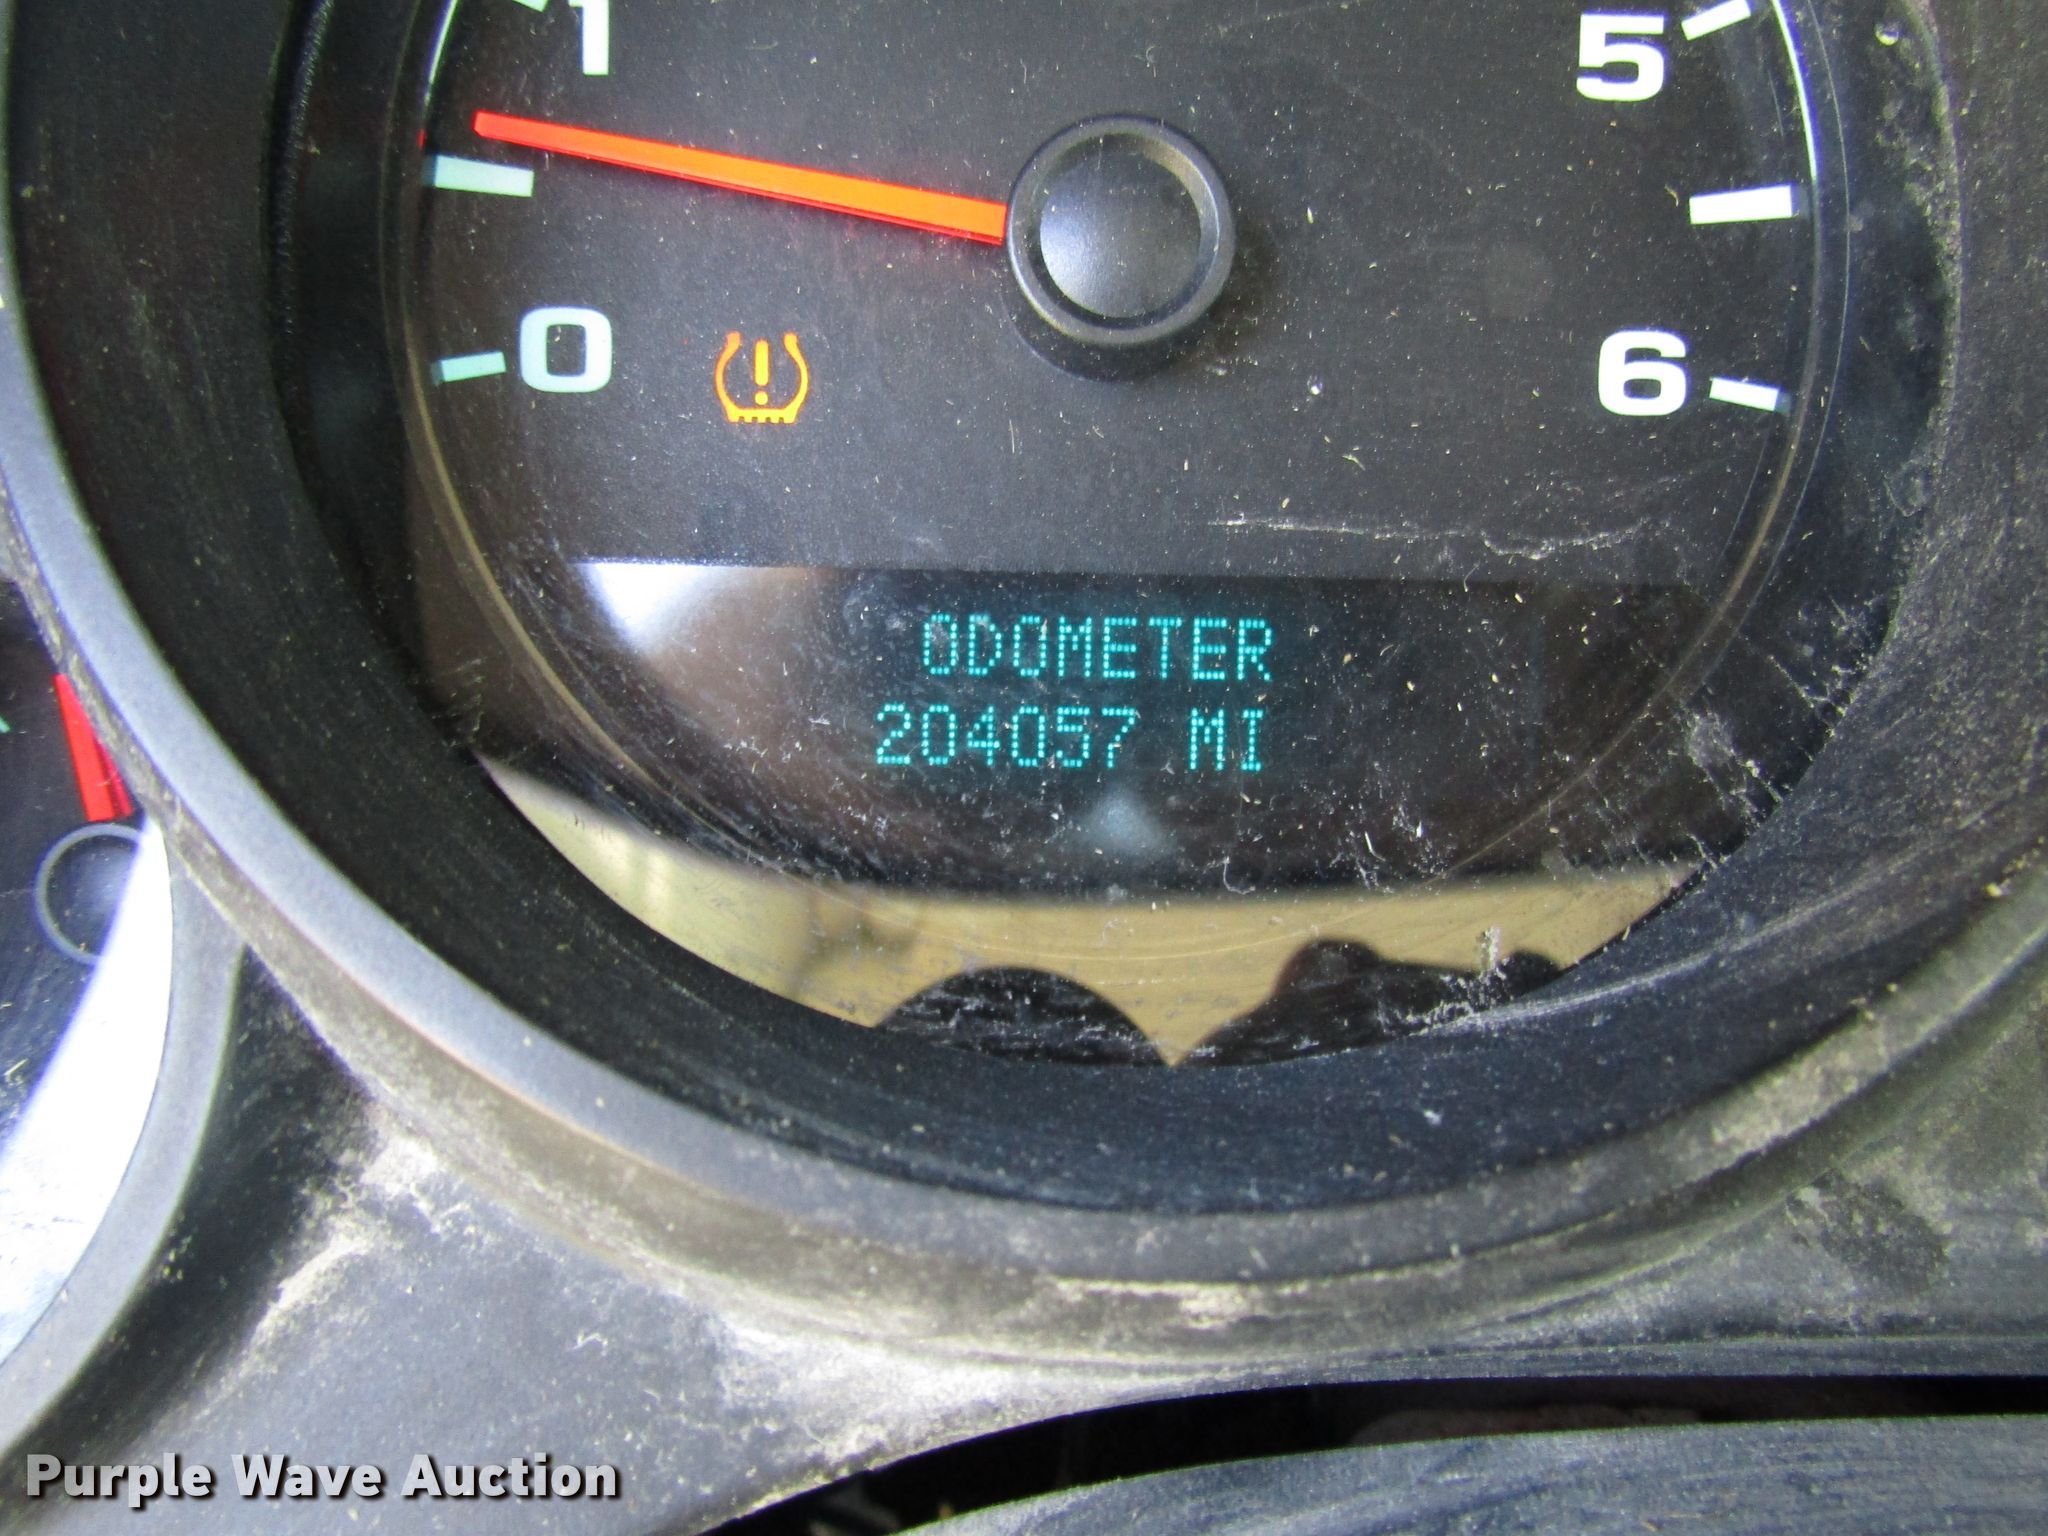 1
5
0
6
ODOMETER
204057 MI
Purple Wave Auction